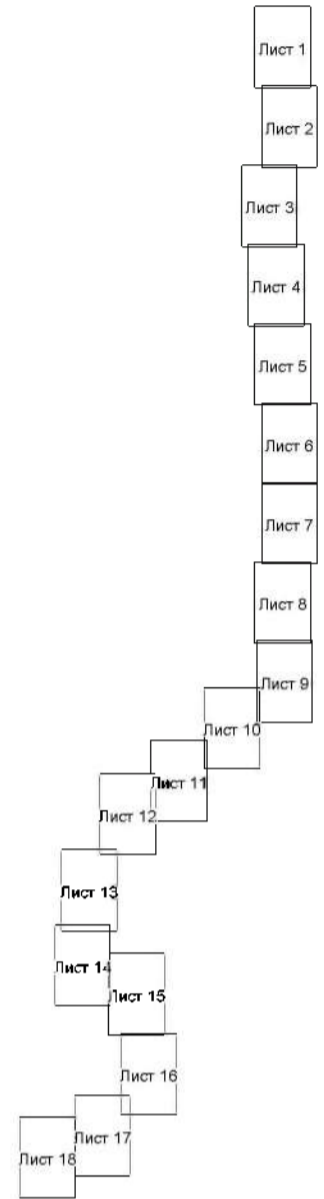 Лист 1
Лист 2
Лист 3
Лист 4
Лист 5
Лист 6
Лист 7
Лист 8
Лист 9
Лист 10
Лист 11
Лист 12
Лист 13
Лист 14
Лист 15
Лист 16
Лист 17
Лист 18